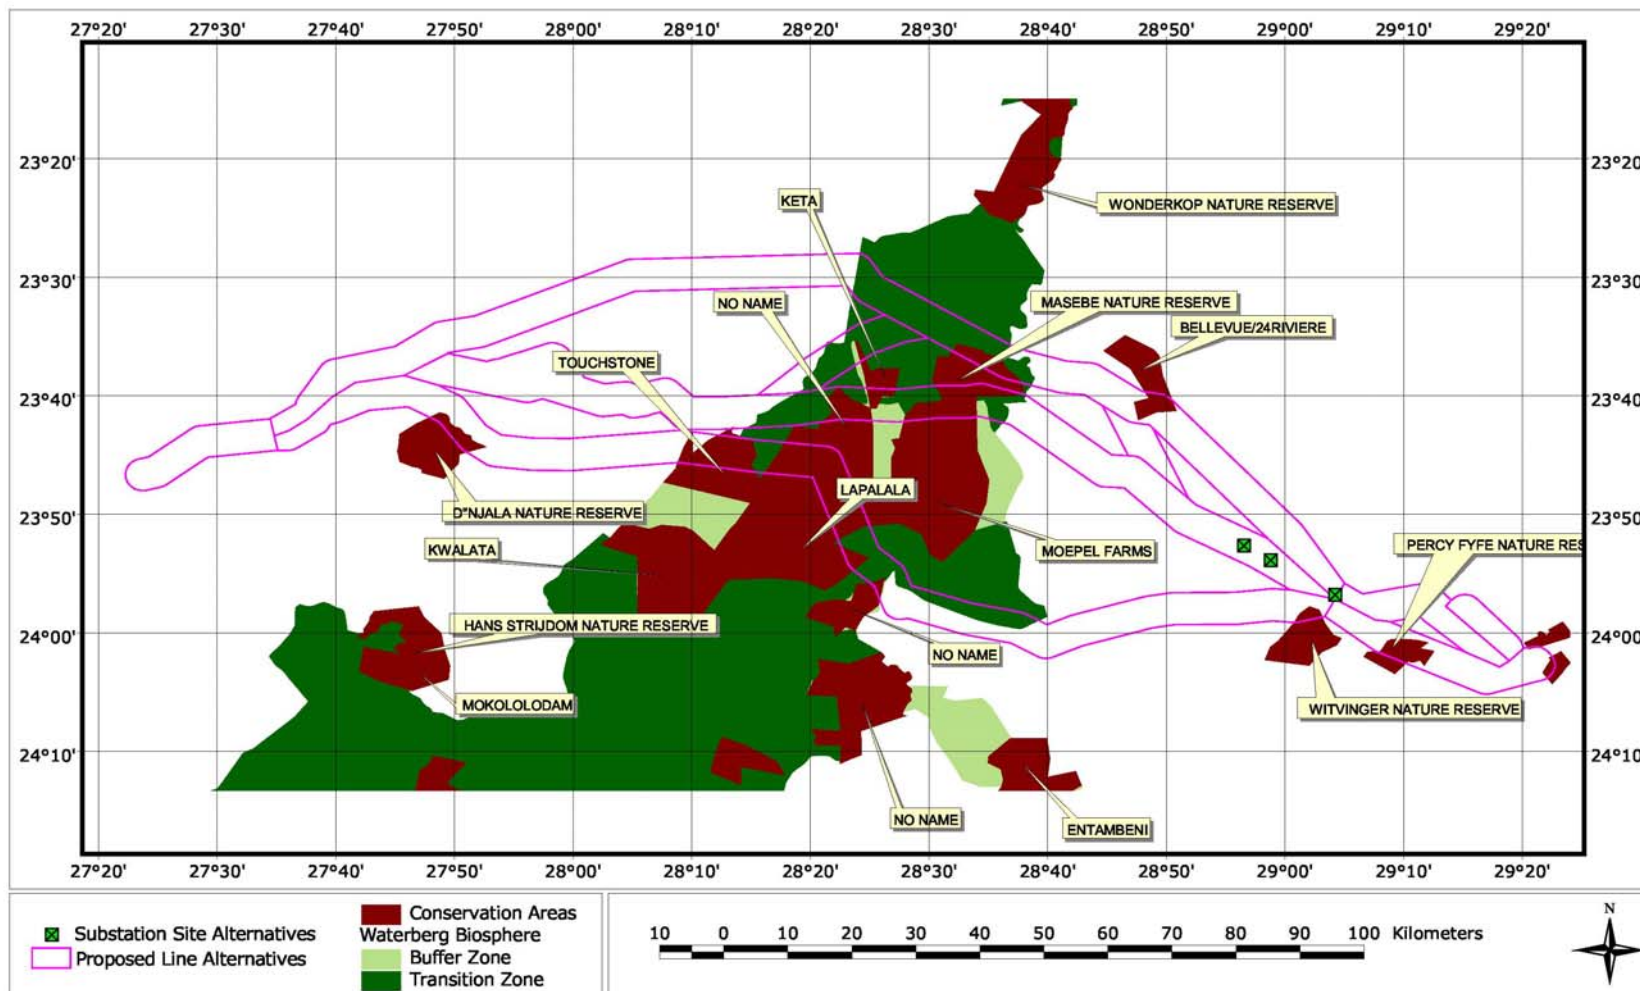 27°20' 27°30' 27°40' 27°50' 28°00' 28°10' 28°20' 28°30' 28°40' 28°50' 29°00' 29°10' 29°20'
23°20' 23°20
WONDERKOP NATURE RESERVE
KETA
23°30' 23°30
NO NAME
MASEBE NATURE RESERVE
BELLEVUE/24RIVIERE
TOUCHSTONE
23°40' 23°40
LAPALALA
D"NJALA NATURE RESERVE
23°50' 23°50
KWALATA
MOEPEL FARMS
PERCY FYFE NATURE RES
HANS STRIJDOM NATURE RESERVE
24°00' 24°00
NO NAME
MOKOLOLODAM
WITVINGER NATURE RESERVE
24°10' 24°10
NO NAME
ENTAMBENI
27°20' 27°30' 27°40' 27°50' 28°00' 28°10' 28°20' 28°30' 28°40' 28°50' 29°00' 29°10' 29°20'
Substation Site Alternatives
Proposed Line Alternatives
Conservation Areas
Waterberg Biosphere
Buffer Zone
Transition Zone
10 0 10 20 30 40 50 60 70 80 90 100 Kilometers
N